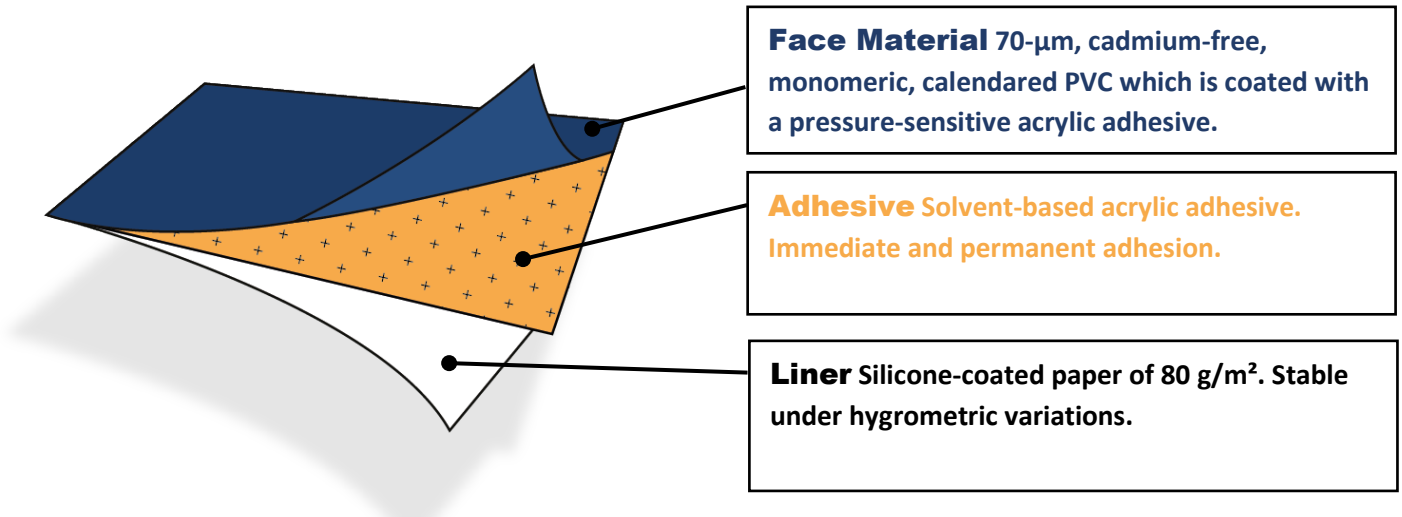 Face Material 70-µm, cadmium-free,
monomeric, calendared PVC which is coated with
a pressure-sensitive acrylic adhesive.
Adhesive Solvent-based acrylic adhesive.
Immediate and permanent adhesion.
Liner Silicone-coated paper of 80 g/m². Stable
under hygrometric variations.